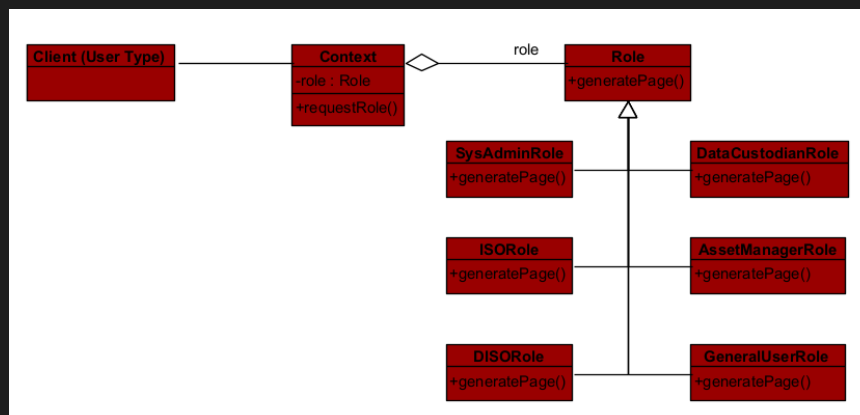 Client (User Type)
Context
-role : Role
+requestRole()
role
Role
+generatePage()
SysAdminRole
+generatePage()
DataCustodianRole
+generatePage()
ISORole
+generatePage()
AssetManagerRole
+generatePage()
DISORole
+generatePage()
GeneralUserRole
+generatePage()